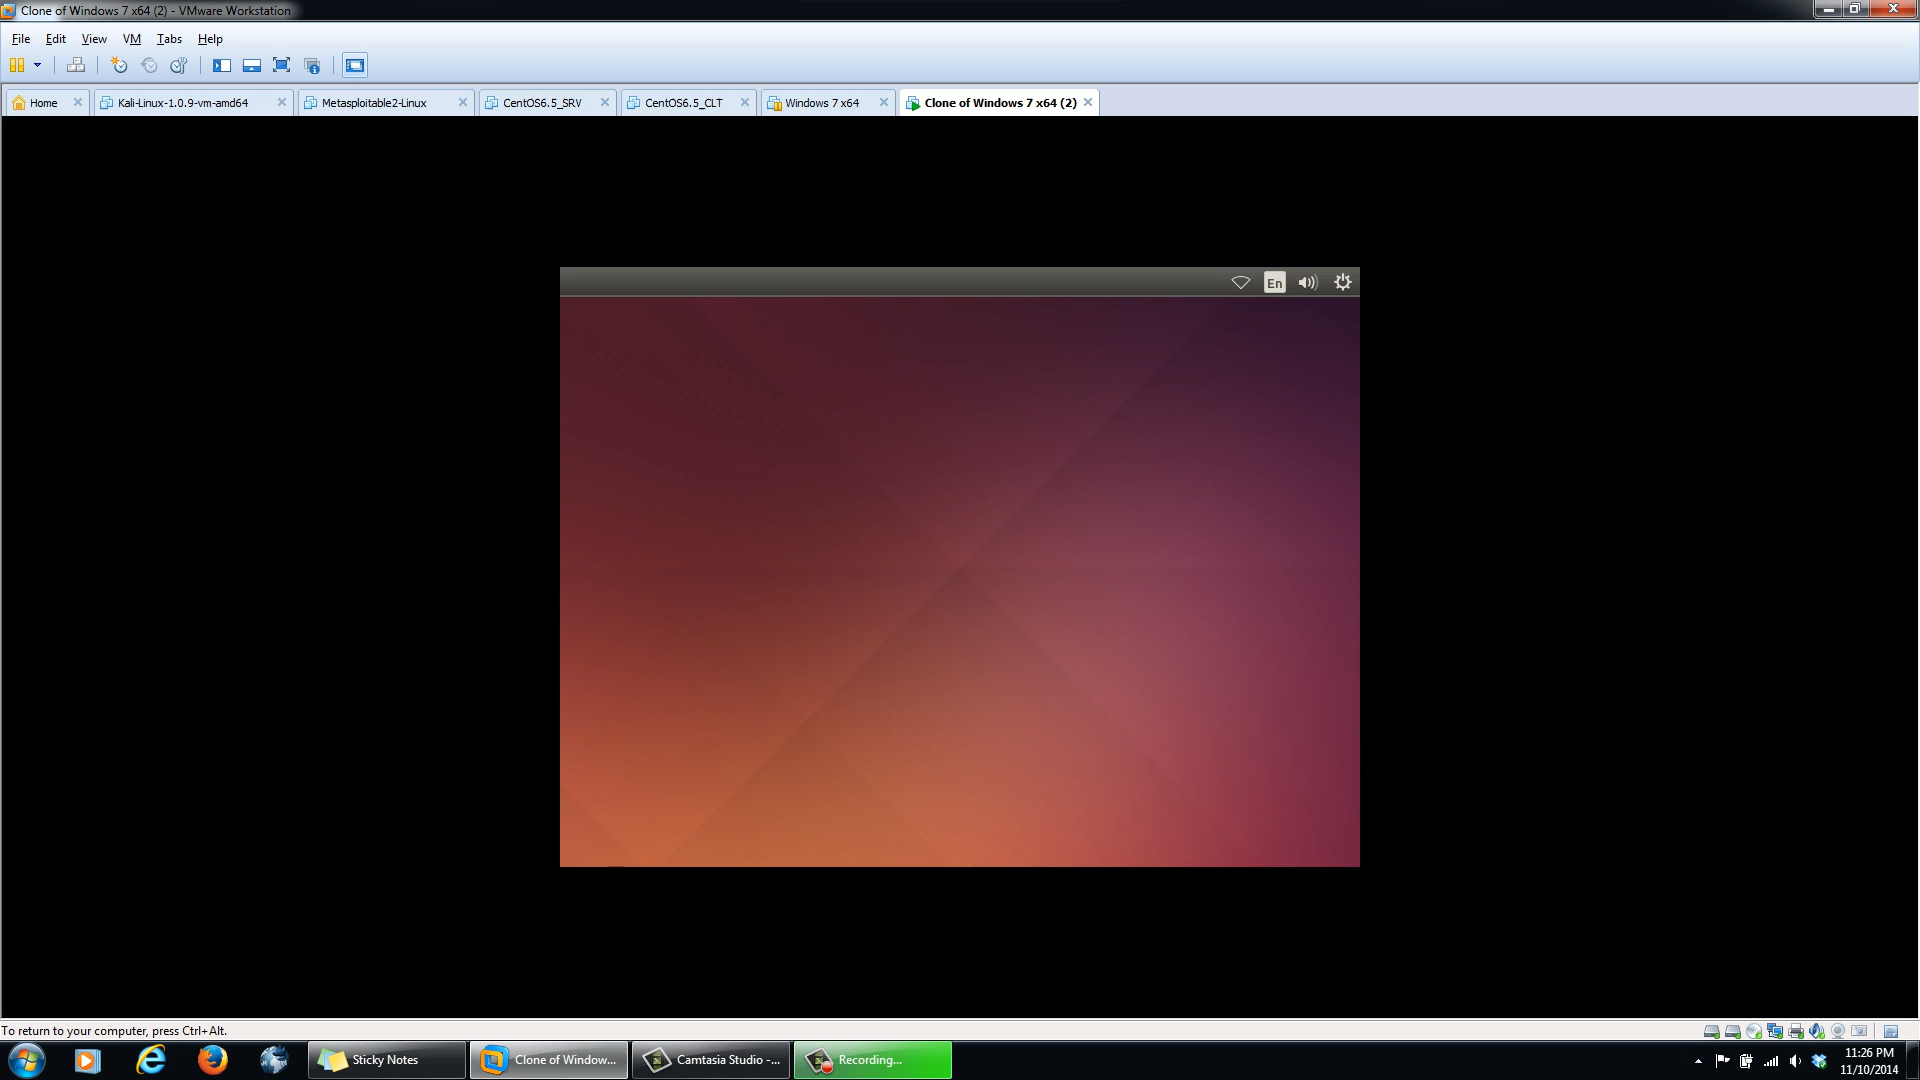 Clone of Windows 7 x64 (2) - VMware Workstation
File Edit View VM Tabs Help
Home Kali-Linux-1.0.9-vm-amd64 Metasploitable2-Linux CentOS6.5_SRV CentOS6.5_CLT Windows 7 x64 Clone of Windows 7 x64 (2)
En
To return to your computer, press Ctrl+Alt.
Sticky Notes Clone of Window... Camtasia Studio -... Recording...
11:26 PM
11/10/2014